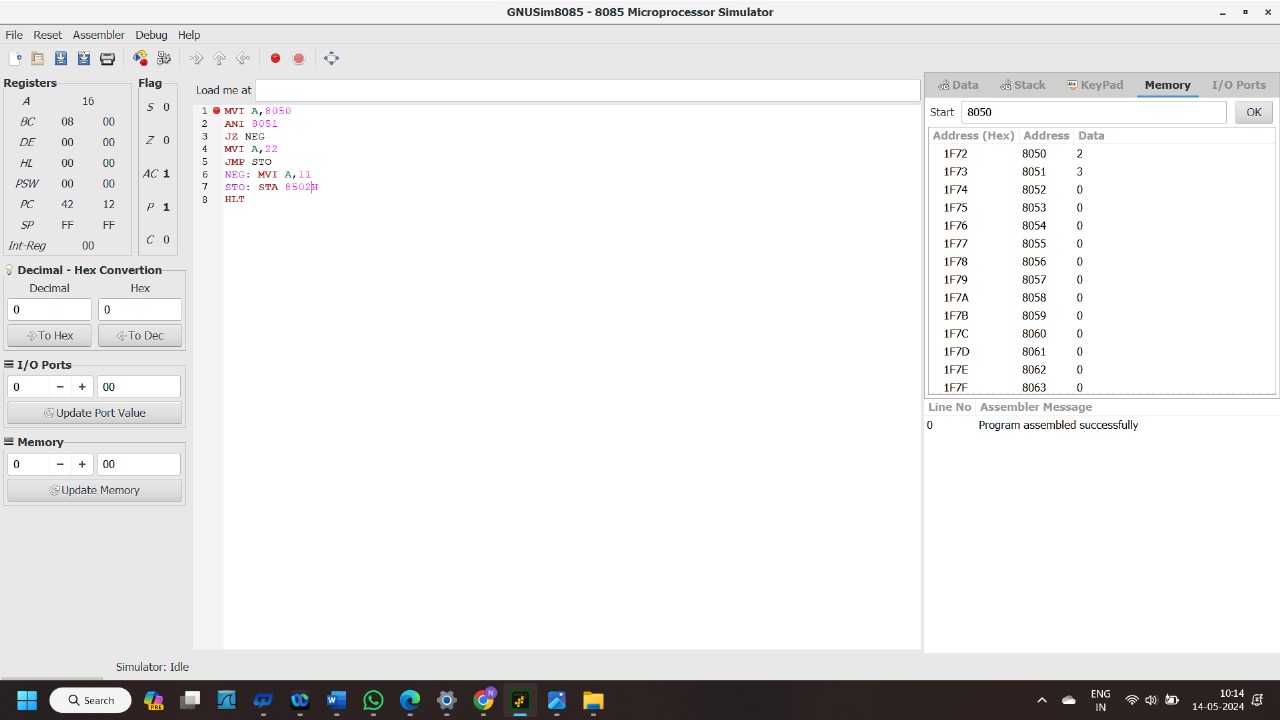 GNUSim8085 - 8085 Microprocessor Simulator
File Reset Assembler Debug Help
Registers
A 16
BC 08 00
DE 00 00
HL 00 00
PSW 00 00
PC 42 12
SP FF FF
Int-Reg 00
Flag
S 0
Z 0
AC 1
P 1
C 0
Decimal - Hex Convertion
Decimal Hex
0 0
To Hex To Dec
I/O Ports
0 − + 00
Update Port Value
Memory
0 − + 00
Update Memory
Load me at
1 MVI A,8050
2 ANI 8051
3 JZ NEG
4 MVI A,22
5 JMP STO
6 NEG: MVI A,11
7 STO: STA 8502H
8 HLT
Data Stack KeyPad Memory I/O Ports
Start 8050 OK
Address (Hex) Address Data
1F72 8050 2
1F73 8051 3
1F74 8052 0
1F75 8053 0
1F76 8054 0
1F77 8055 0
1F78 8056 0
1F79 8057 0
1F7A 8058 0
1F7B 8059 0
1F7C 8060 0
1F7D 8061 0
1F7E 8062 0
1F7F 8063 0
Line No Assembler Message
0 Program assembled successfully
Simulator: Idle
Search
PRE
W
N
ENG
IN
10:14
14-05-2024